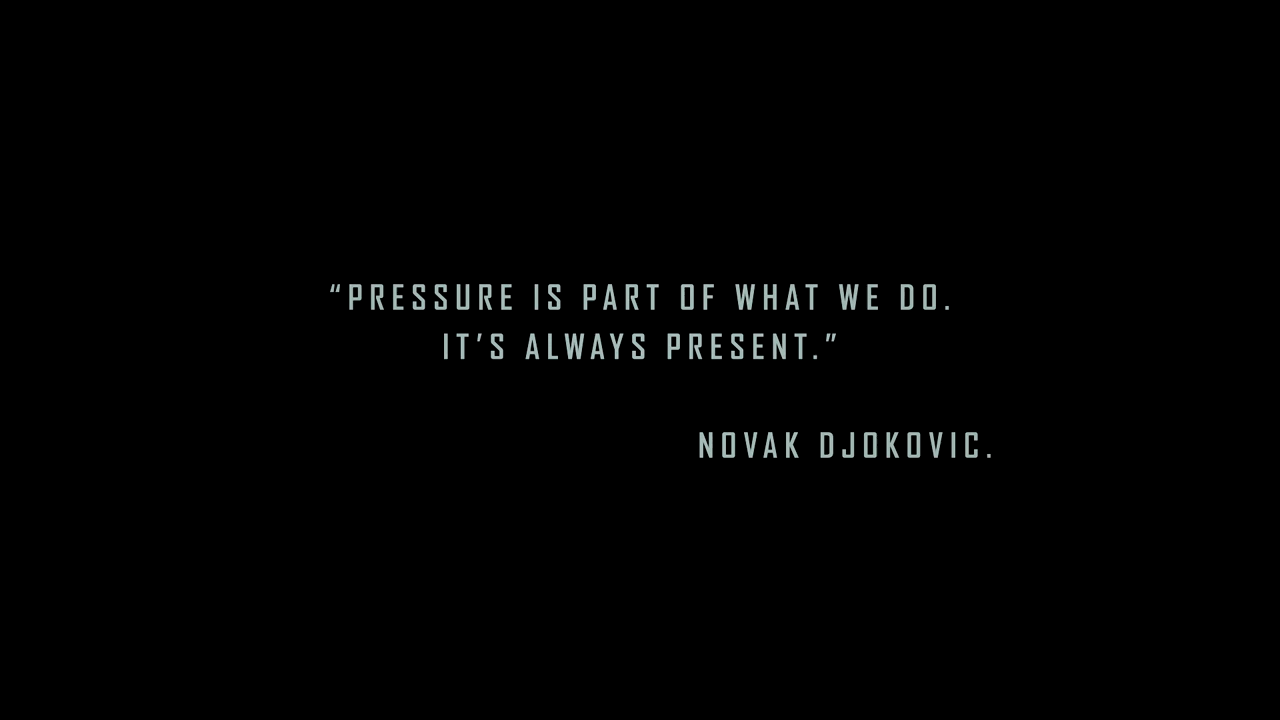 “PRESSURE IS PART OF WHAT WE DO.
IT’S ALWAYS PRESENT.”
NOVAK DJOKOVIC.